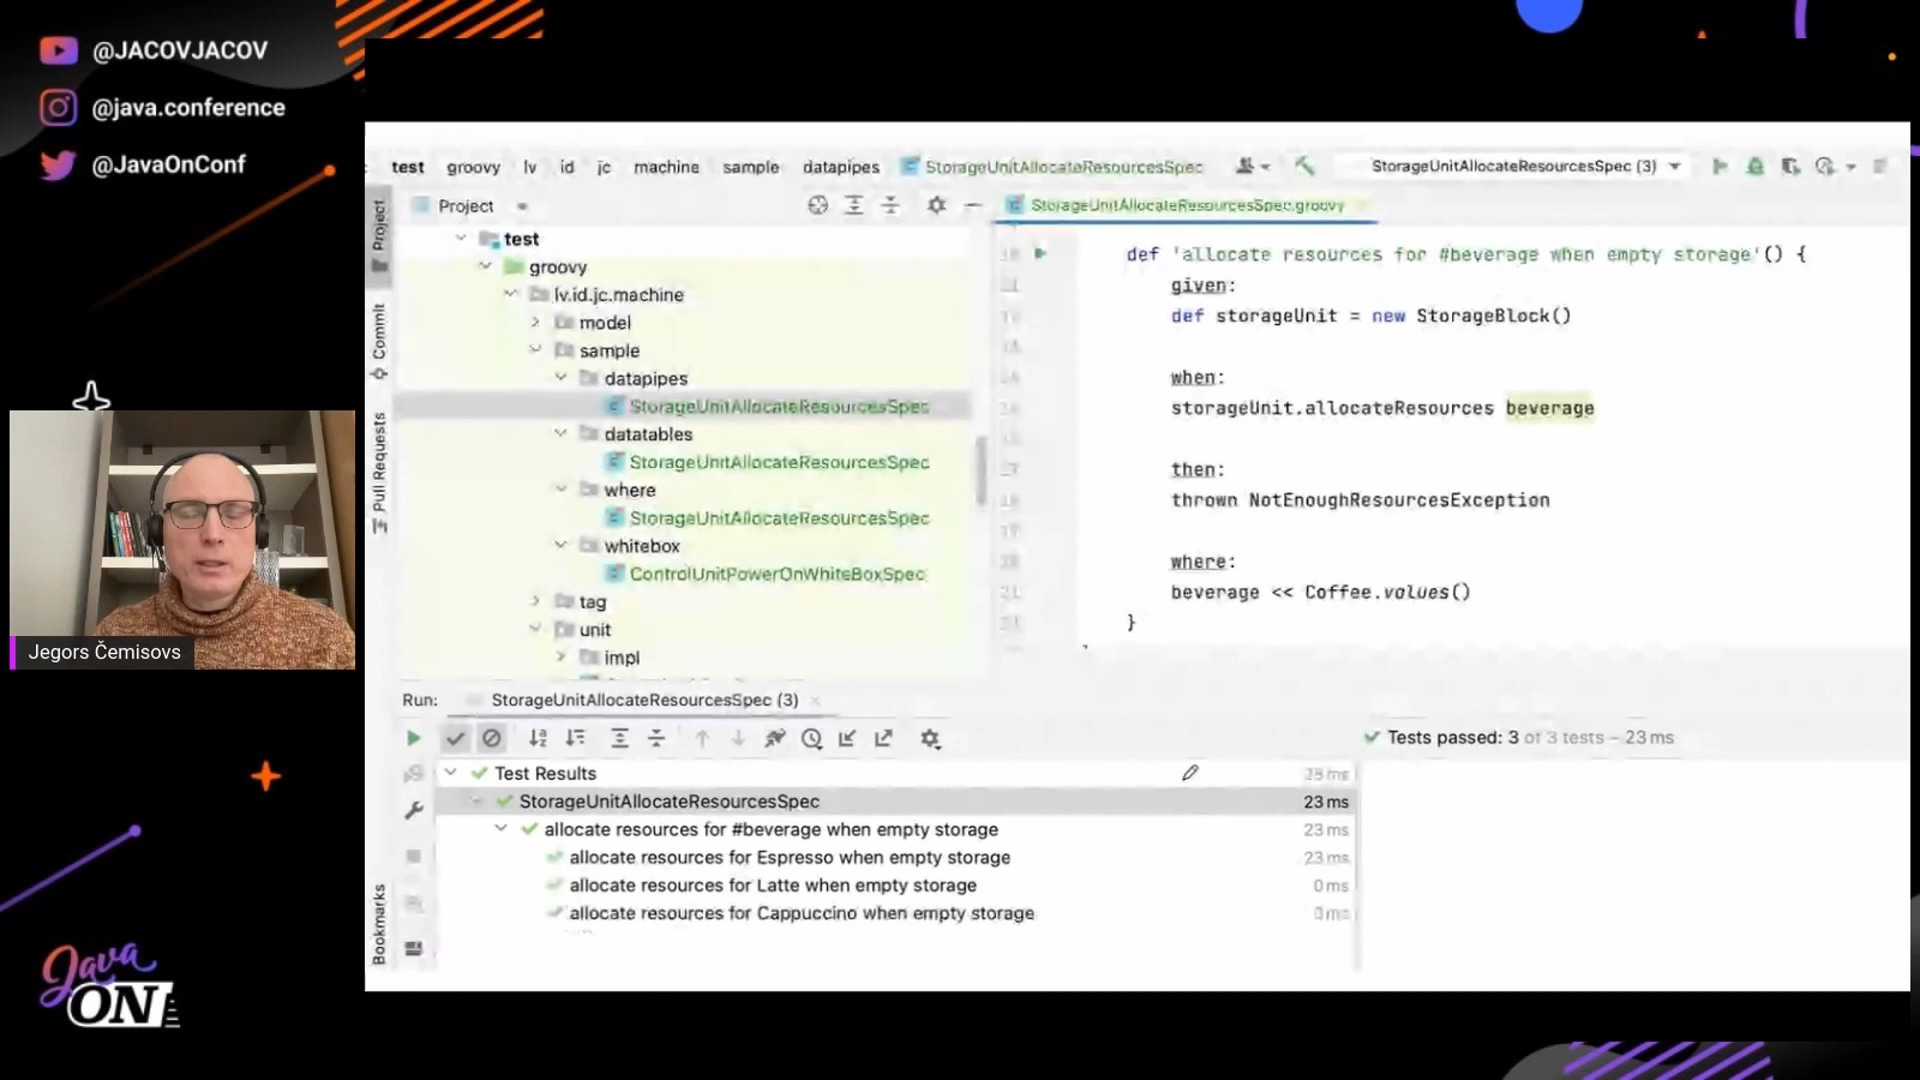 @JACOVJACOV
@java.conference
@JavaOnConf
Jegors Čemisovs
Java
ON
test groovy lv id jc machine sample datapipes StorageUnitAllocateResourcesSpec StorageUnitAllocateResourcesSpec (3)
Project
Commit
Pull Requests
Bookmarks
Project
test
groovy
lv.id.jc.machine
model
sample
datapipes
StorageUnitAllocateResourcesSpec
datatables
StorageUnitAllocateResourcesSpec
where
StorageUnitAllocateResourcesSpec
whitebox
ControlUnitPowerOnWhiteBoxSpec
tag
unit
impl
StorageUnitAllocateResourcesSpec.groovy
def 'allocate resources for #beverage when empty storage'() {
given:
def storageUnit = new StorageBlock()
when:
storageUnit.allocateResources beverage
then:
thrown NotEnoughResourcesException
where:
beverage << Coffee.values()
}
Run: StorageUnitAllocateResourcesSpec (3)
Tests passed: 3 of 3 tests – 23 ms
Test Results
StorageUnitAllocateResourcesSpec 23 ms
allocate resources for #beverage when empty storage 23 ms
allocate resources for Espresso when empty storage 23 ms
allocate resources for Latte when empty storage 0 ms
allocate resources for Cappuccino when empty storage 0 ms